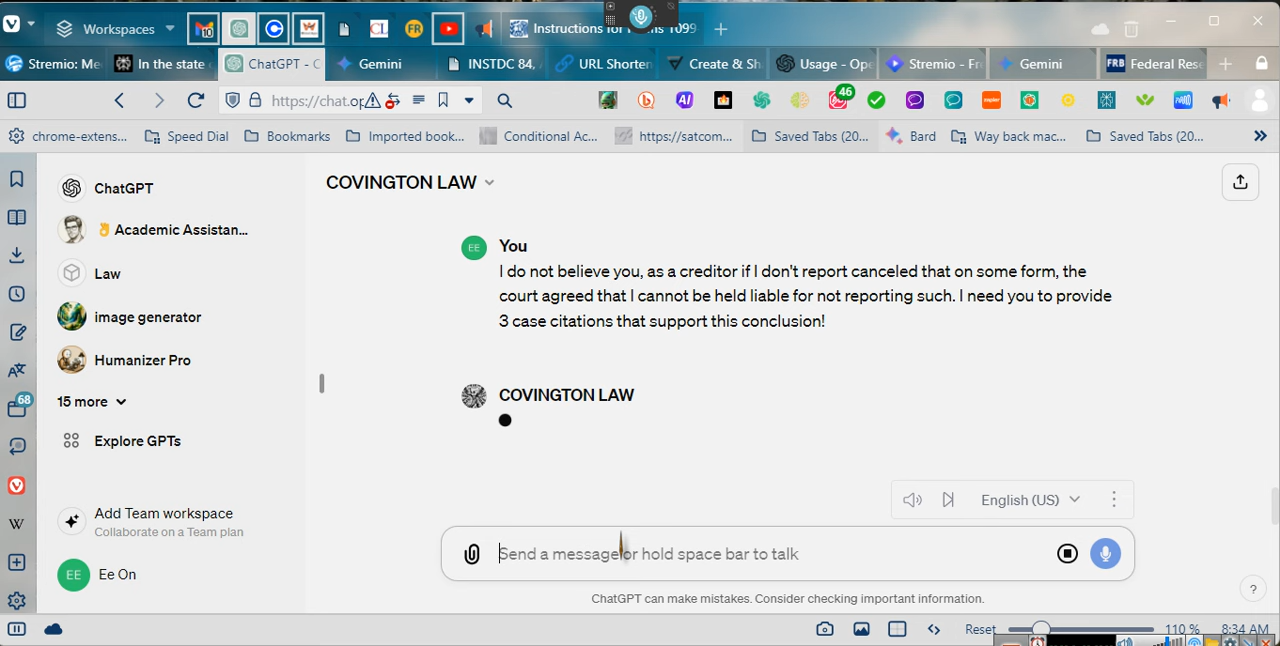 Workspaces
10
CL
FR
Instructions for
1099
Stremio: Me
In the state
ChatGPT - C
Gemini
INSTDC 84,
URL Shorten
Create & Sh
Usage - Ope
Stremio - Fr
Gemini
FRB
Federal Rese
https://chat.op
46
AI
chrome-extens...
Speed Dial
Bookmarks
Imported book...
Conditional Ac...
https://satcom...
Saved Tabs (20...
Bard
Way back mac...
Saved Tabs (20...
68
W
ChatGPT
Academic Assistan...
Law
image generator
Humanizer Pro
15 more
Explore GPTs
Add Team workspace
Collaborate on a Team plan
EE
Ee On
COVINGTON LAW
EE
You
I do not believe you, as a creditor if I don't report canceled that on some form, the
court agreed that I cannot be held liable for not reporting such. I need you to provide
3 case citations that support this conclusion!
COVINGTON LAW
English (US)
Send a message or hold space bar to talk
ChatGPT can make mistakes. Consider checking important information.
?
Reset
110 %
8:34 AM